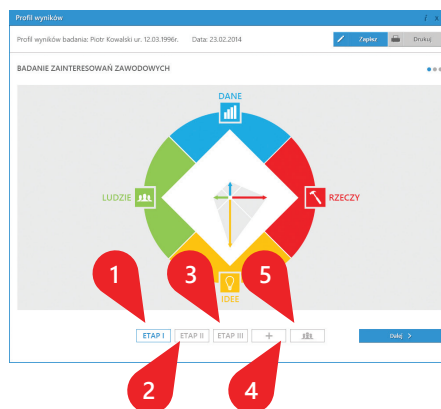 Profil wyników
Profil wyników badania: Piotr Kowalski ur. 12.03.1996r. Data: 23.02.2014
Zapisz
Drukuj
BADANIE ZAINTERESOWAŃ ZAWODOWYCH
DANE
LUDZIE
RZECZY
IDEE
1
3
5
ETAP I
ETAP II
ETAP III
+
Dalej >
2
4